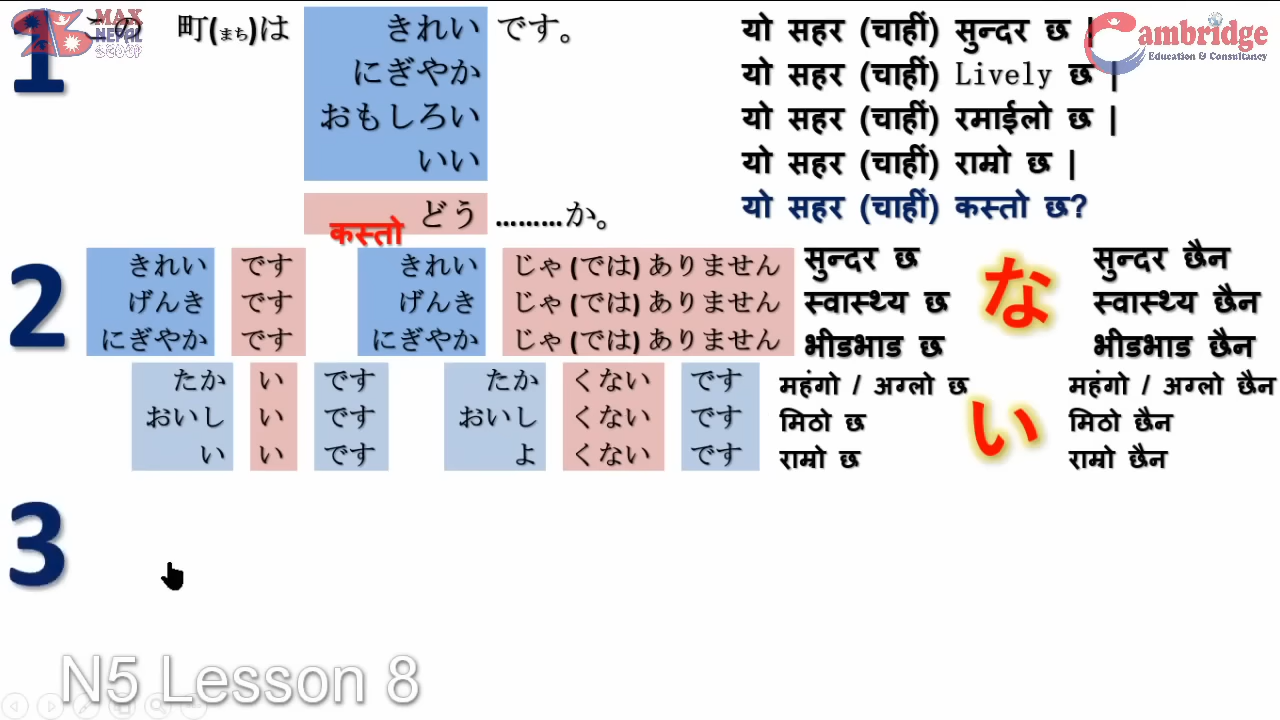 1
この 町(まち)は きれい です。 यो सहर (चाहीं) सुन्दर छ |
にぎやか यो सहर (चाहीं) Lively छ |
おもしろい यो सहर (चाहीं) रमाईलो छ |
いい यो सहर (चाहीं) राम्रो छ |
どう .........か。 यो सहर (चाहीं) कस्तो छ?
कस्तो
MAX
NEPAL
SCOOP
Cambridge
Education & Consultancy
2
きれい です きれい じゃ (では) ありません सुन्दर छ सुन्दर छैन
げんき です げんき じゃ (では) ありません स्वास्थ्य छ な स्वास्थ्य छैन
にぎやか です にぎやか じゃ (では) ありません भीडभाड छ भीडभाड छैन
たか い です たか くない です महंगो / अग्लो छ महंगो / अग्लो छैन
おいし い です おいし くない です मिठो छ い मिठो छैन
い い です よ くない です राम्रो छ राम्रो छैन
3
N5 Lesson 8